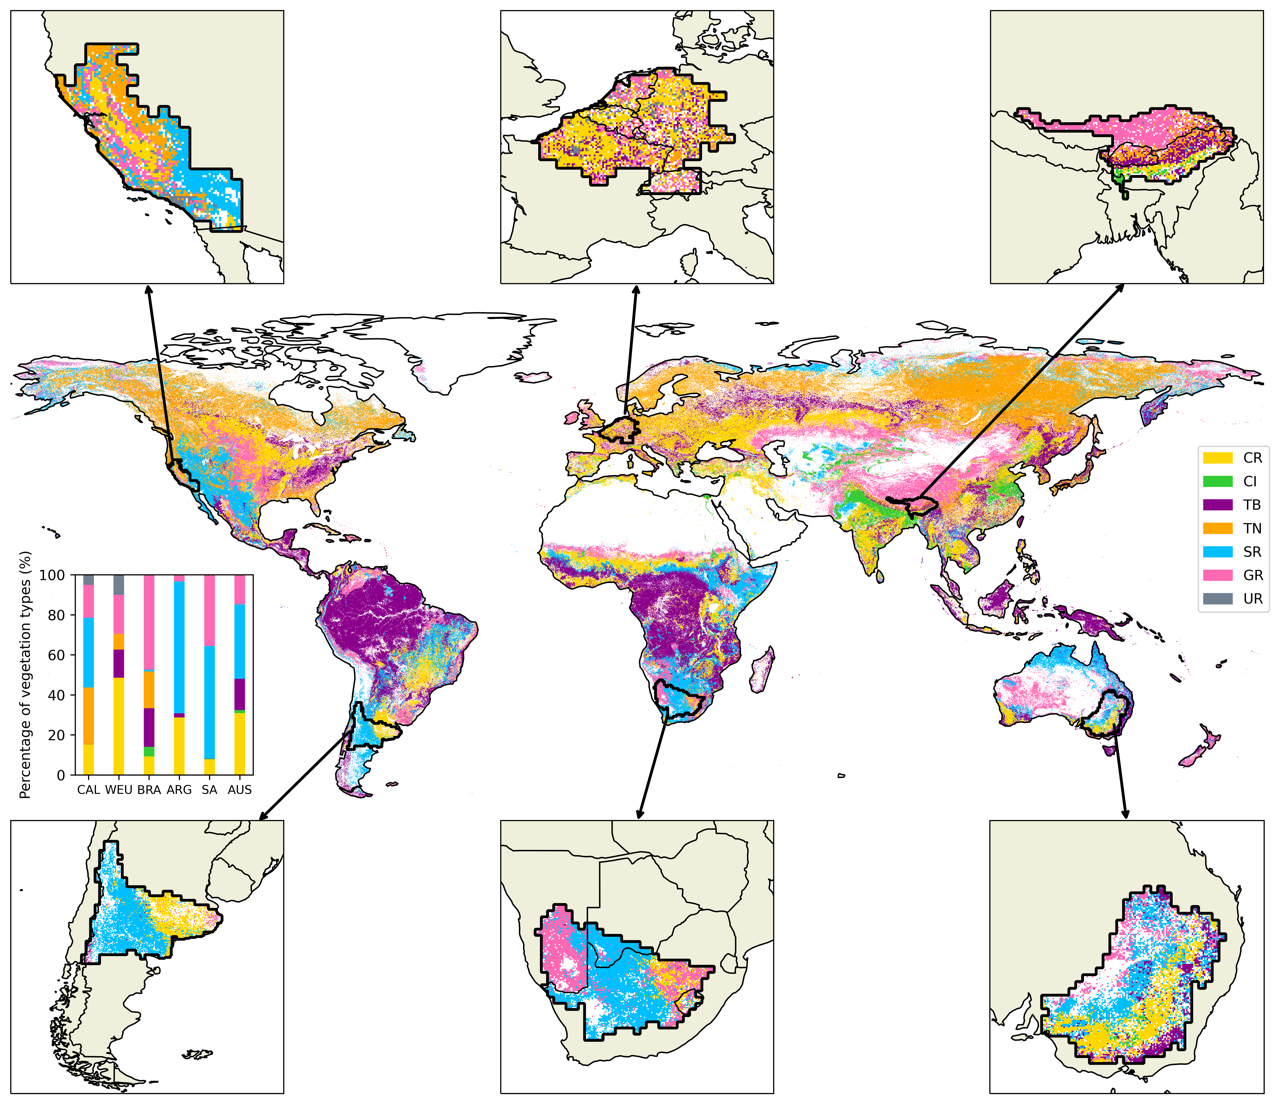 CR
CI
TB
TN
SR
GR
UR
Percentage of vegetation types (%)
100
80
60
40
20
0
CAL WEU BRA ARG SA AUS